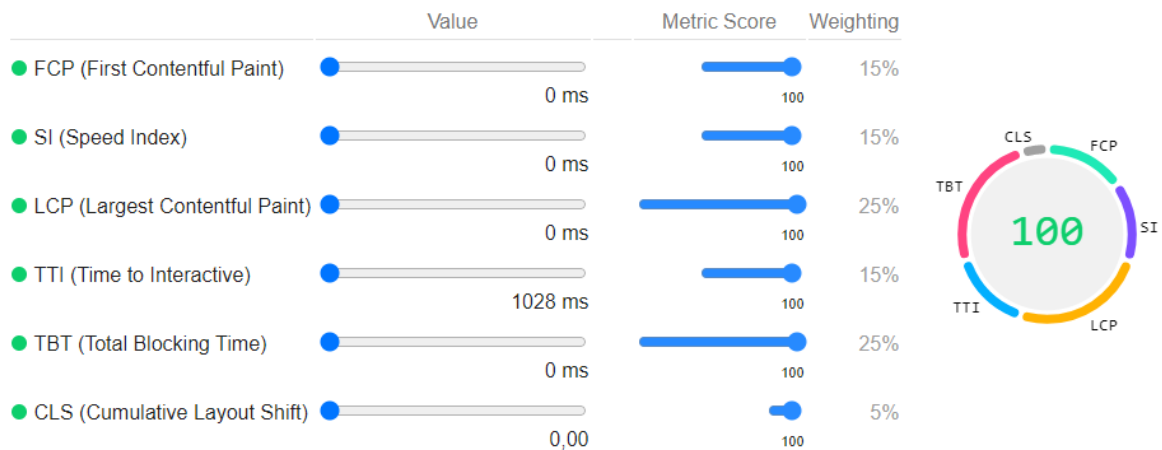 Value Metric Score Weighting
FCP (First Contentful Paint) 15%
0 ms 100
SI (Speed Index) 15%
0 ms 100
LCP (Largest Contentful Paint) 25%
0 ms 100
TTI (Time to Interactive) 15%
1028 ms 100
TBT (Total Blocking Time) 25%
0 ms 100
CLS (Cumulative Layout Shift) 5%
0,00 100
CLS
FCP
TBT
SI
100
TTI
LCP